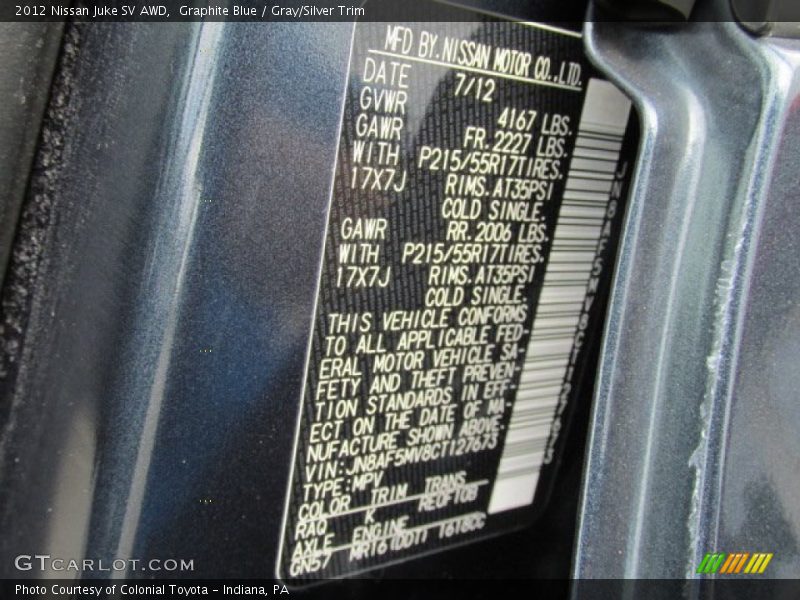 2012 Nissan Juke SV AWD,  Graphite Blue / Gray/Silver Trim
MFD BY. NISSAN MOTOR CO.,LTD.
DATE 7/12
GVWR 4167 LBS.
GAWR FR. 2227 LBS.
WITH P215/55R17TIRES.
17X7J RIMS. AT35PSI
COLD SINGLE.
GAWR RR. 2006 LBS.
WITH P215/55R17TIRES.
17X7J RIMS. AT35PSI
COLD SINGLE.
THIS VEHICLE CONFORMS
TO ALL APPLICABLE FED-
ERAL MOTOR VEHICLE SA-
FETY AND THEFT PREVEN-
TION STANDARDS IN EFF-
ECT ON THE DATE OF MA-
NUFACTURE SHOWN ABOVE.
VIN:JN8AF5MV8CT127673
TYPE:MPV
COLOR TRIM TRANS
RAQ K RE0F10B
AXLE ENGINE
GN57 MR16(DDT) 1618CC
JN8AF5MV8CT127673
GTCARLOT.COM
Photo Courtesy of Colonial Toyota - Indiana, PA